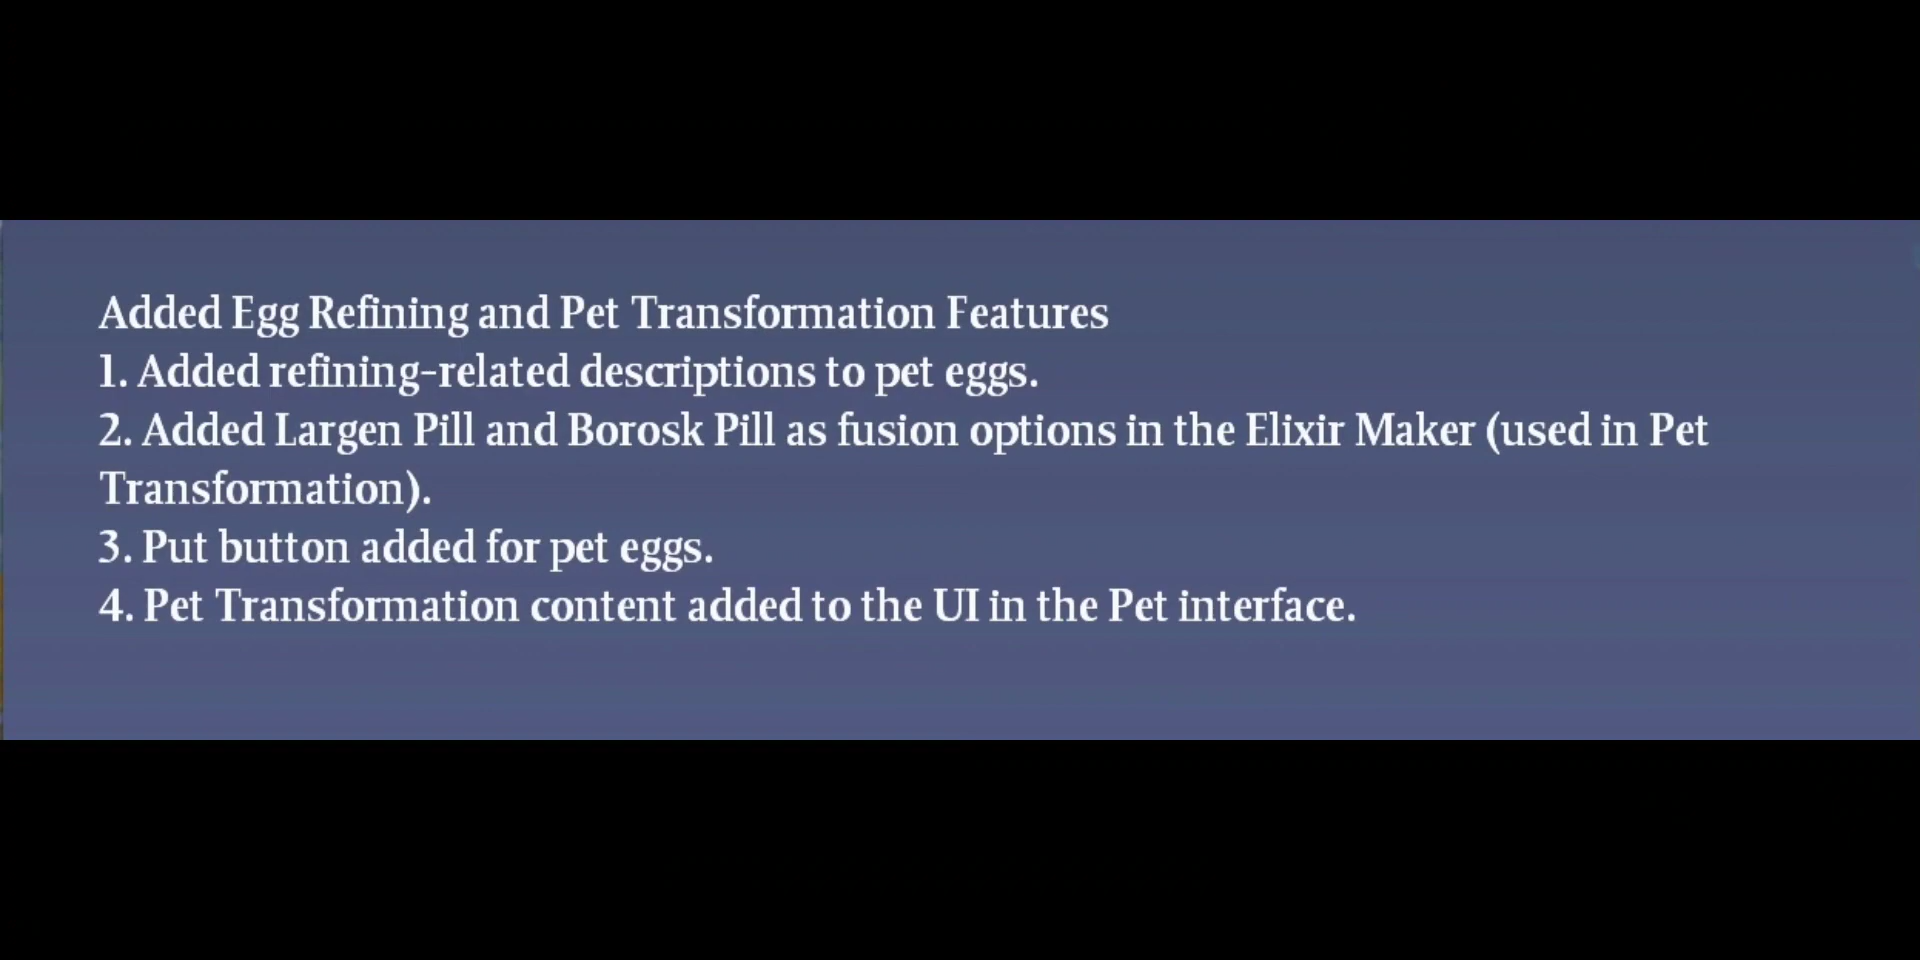 Added Egg Refining and Pet Transformation Features
1. Added refining-related descriptions to pet eggs.
2. Added Largen Pill and Borosk Pill as fusion options in the Elixir Maker (used in Pet
Transformation).
3. Put button added for pet eggs.
4. Pet Transformation content added to the UI in the Pet interface.